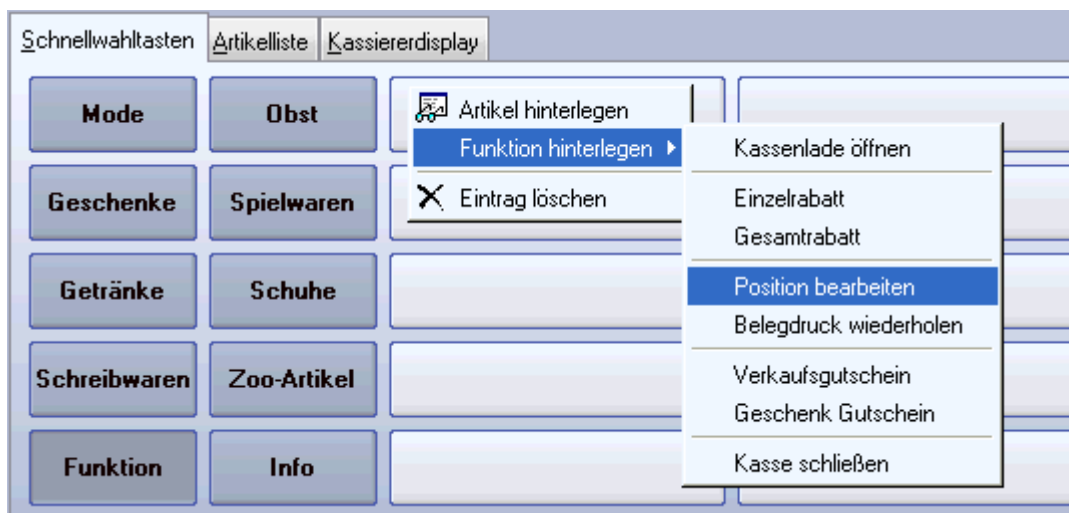 Schnellwahltasten Artikelliste Kassiererdisplay
Mode Obst
Geschenke Spielwaren
Getränke Schuhe
Schreibwaren Zoo-Artikel
Funktion Info
Artikel hinterlegen
Funktion hinterlegen
Eintrag löschen
Kassenlade öffnen
Einzelrabatt
Gesamtrabatt
Position bearbeiten
Belegdruck wiederholen
Verkaufsgutschein
Geschenk Gutschein
Kasse schließen